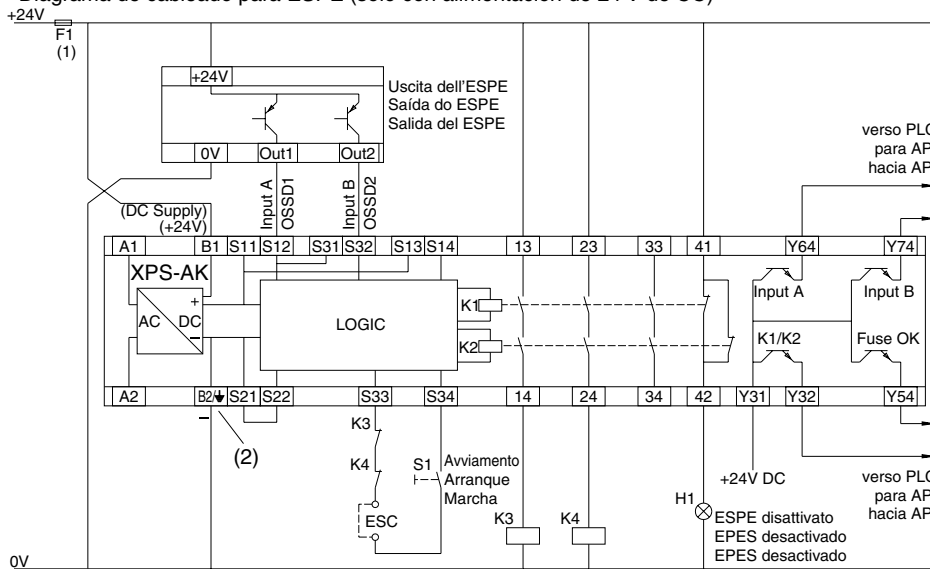 Diagrama de cableado para ESPE (sólo con alimentación de 24 V de CC)
+24V
F1
(1)
+24V
Uscita dell'ESPE
Saída do ESPE
Salida del ESPE
0V Out1 Out2
verso PLC
para AP
hacia AP
Input A
OSSD1
Input B
OSSD2
(DC Supply)
(+24V)
A1 B1 S11 S12 S31 S32 S13 S14 13 23 33 41 Y64 Y74
XPS-AK
AC DC + −
LOGIC
K1
K2
Input A
Input B
K1/K2
Fuse OK
A2 B2/ S21 S22 S33 S34 14 24 34 42 Y31 Y32 Y54
−
(2)
K3
K4
ESC
S1
Avviamento
Arranque
Marcha
K3
K4
H1
ESPE disattivato
EPES desactivado
EPES desactivado
+24V DC
verso PLC
para AP
hacia AP
0V